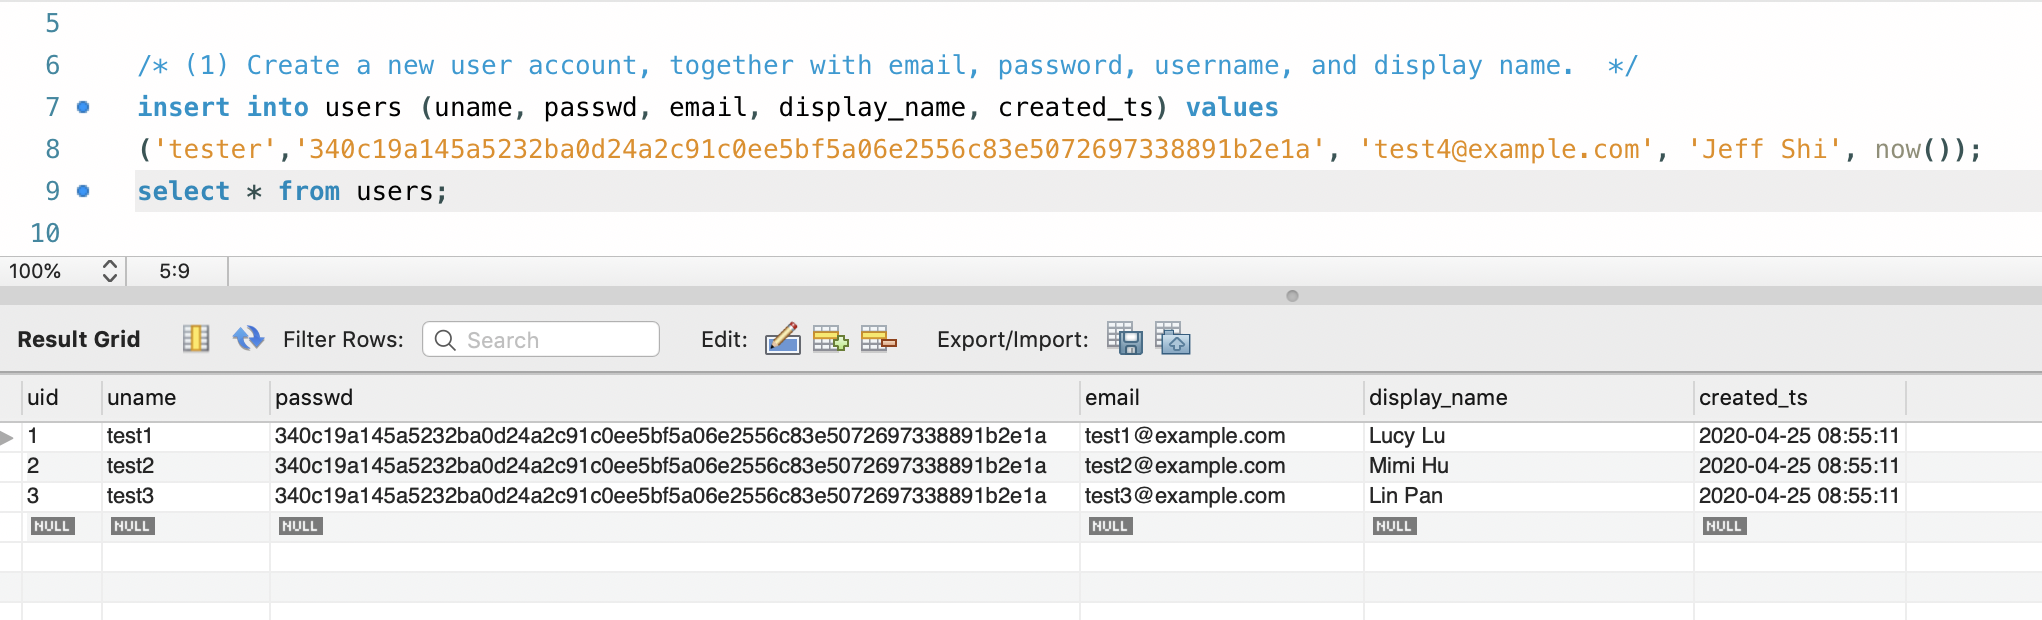 5
6 /* (1) Create a new user account, together with email, password, username, and display name.  */
7 insert into users (uname, passwd, email, display_name, created_ts) values
8 ('tester','340c19a145a5232ba0d24a2c91c0ee5bf5a06e2556c83e5072697338891b2e1a', 'test4@example.com', 'Jeff Shi', now());
9 select * from users;
10
100% 5:9
Result Grid Filter Rows: Search Edit: Export/Import:
uid uname passwd email display_name created_ts
1 test1 340c19a145a5232ba0d24a2c91c0ee5bf5a06e2556c83e5072697338891b2e1a test1@example.com Lucy Lu 2020-04-25 08:55:11
2 test2 340c19a145a5232ba0d24a2c91c0ee5bf5a06e2556c83e5072697338891b2e1a test2@example.com Mimi Hu 2020-04-25 08:55:11
3 test3 340c19a145a5232ba0d24a2c91c0ee5bf5a06e2556c83e5072697338891b2e1a test3@example.com Lin Pan 2020-04-25 08:55:11
NULL NULL NULL NULL NULL NULL